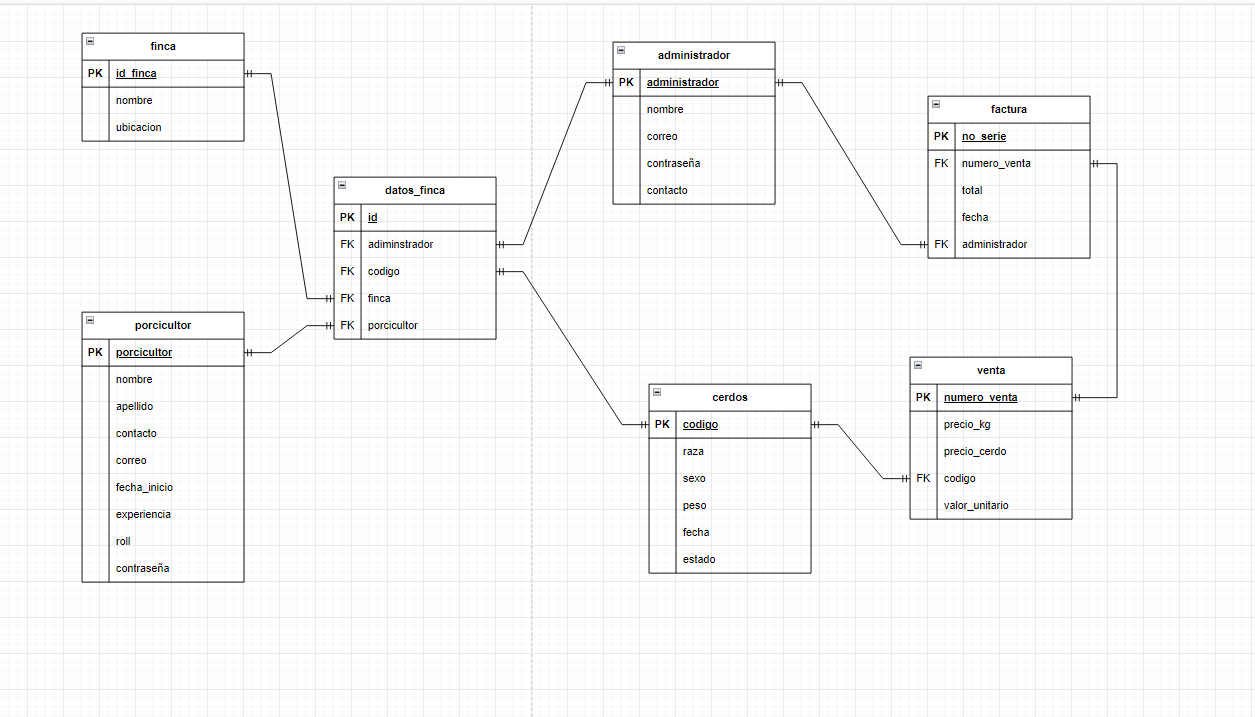 finca
PK id_finca
nombre
ubicacion
administrador
PK administrador
nombre
correo
contraseña
contacto
factura
PK no_serie
FK numero_venta
total
fecha
FK administrador
datos_finca
PK id
FK adiminstrador
FK codigo
FK finca
FK porcicultor
porcicultor
PK porcicultor
nombre
apellido
contacto
correo
fecha_inicio
experiencia
roll
contraseña
cerdos
PK codigo
raza
sexo
peso
fecha
estado
venta
PK numero_venta
precio_kg
precio_cerdo
FK codigo
valor_unitario